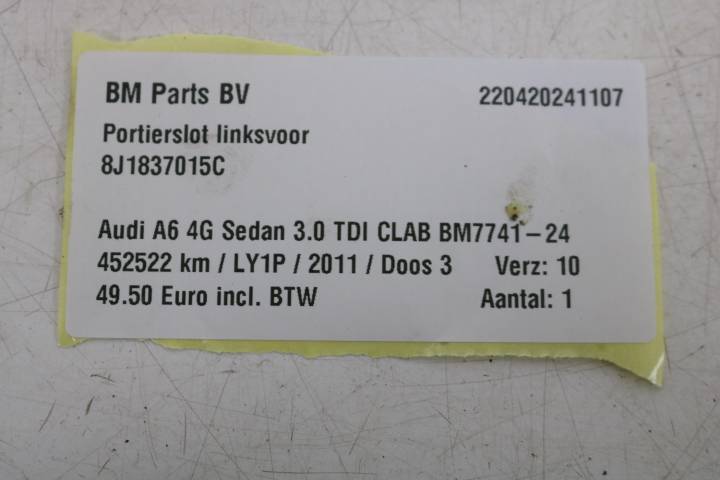 BM Parts BV 220420241107
Portierslot linksvoor
8J1837015C
Audi A6 4G Sedan 3.0 TDI CLAB BM7741-24
452522 km / LY1P / 2011 / Doos 3 Verz: 10
49.50 Euro incl. BTW Aantal: 1